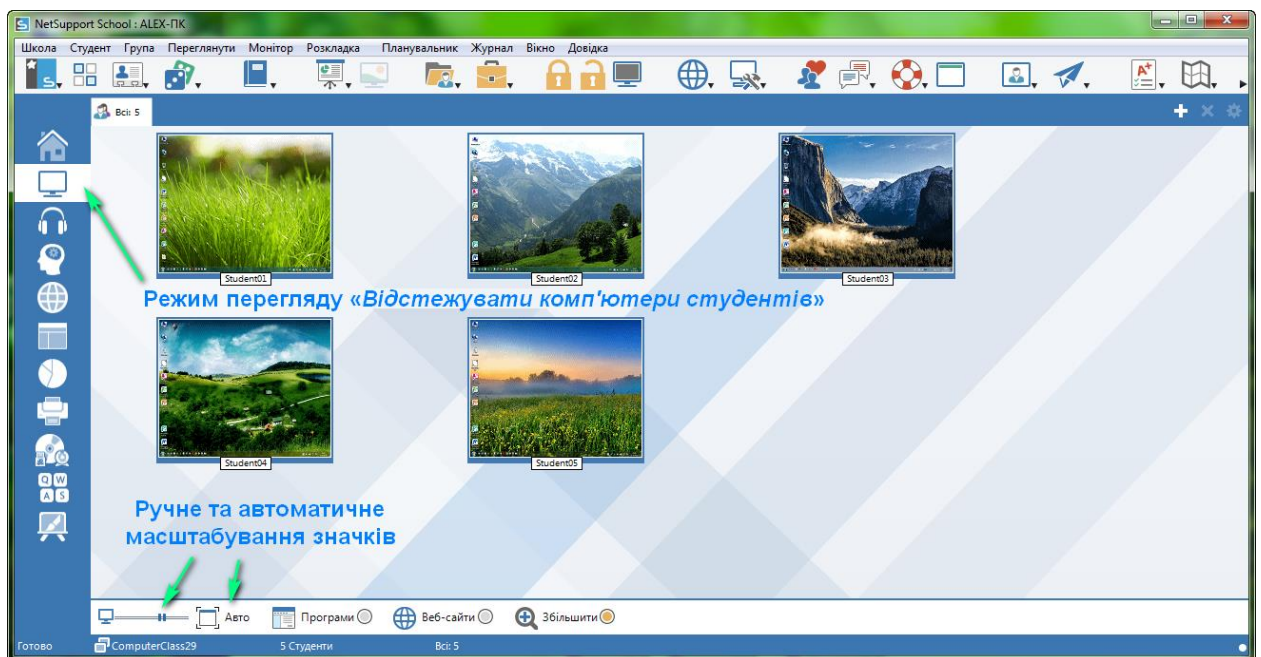 NetSupport School : ALEX-ПК
Школа Студент Група Переглянути Монітор Розкладка Планувальник Журнал Вікно Довідка
Всі: 5
Student01
Student02
Student03
Режим перегляду «Відстежувати комп'ютери студентів»
Student04
Student05
Q W
A S
Ручне та автоматичне
масштабування значків
Авто Програми Веб-сайти Збільшити
Готово ComputerClass29 5 Студенти Всі: 5